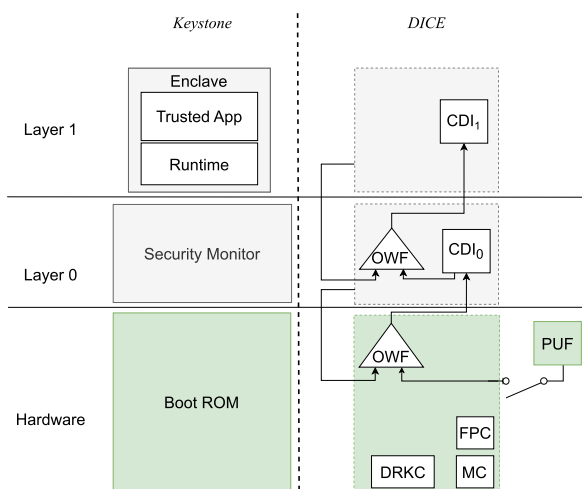 Keystone
DICE
Layer 1
Enclave
Trusted App
Runtime
CDI1
Layer 0
Security Monitor
OWF
CDI0
Hardware
Boot ROM
OWF
PUF
FPC
DRKC
MC